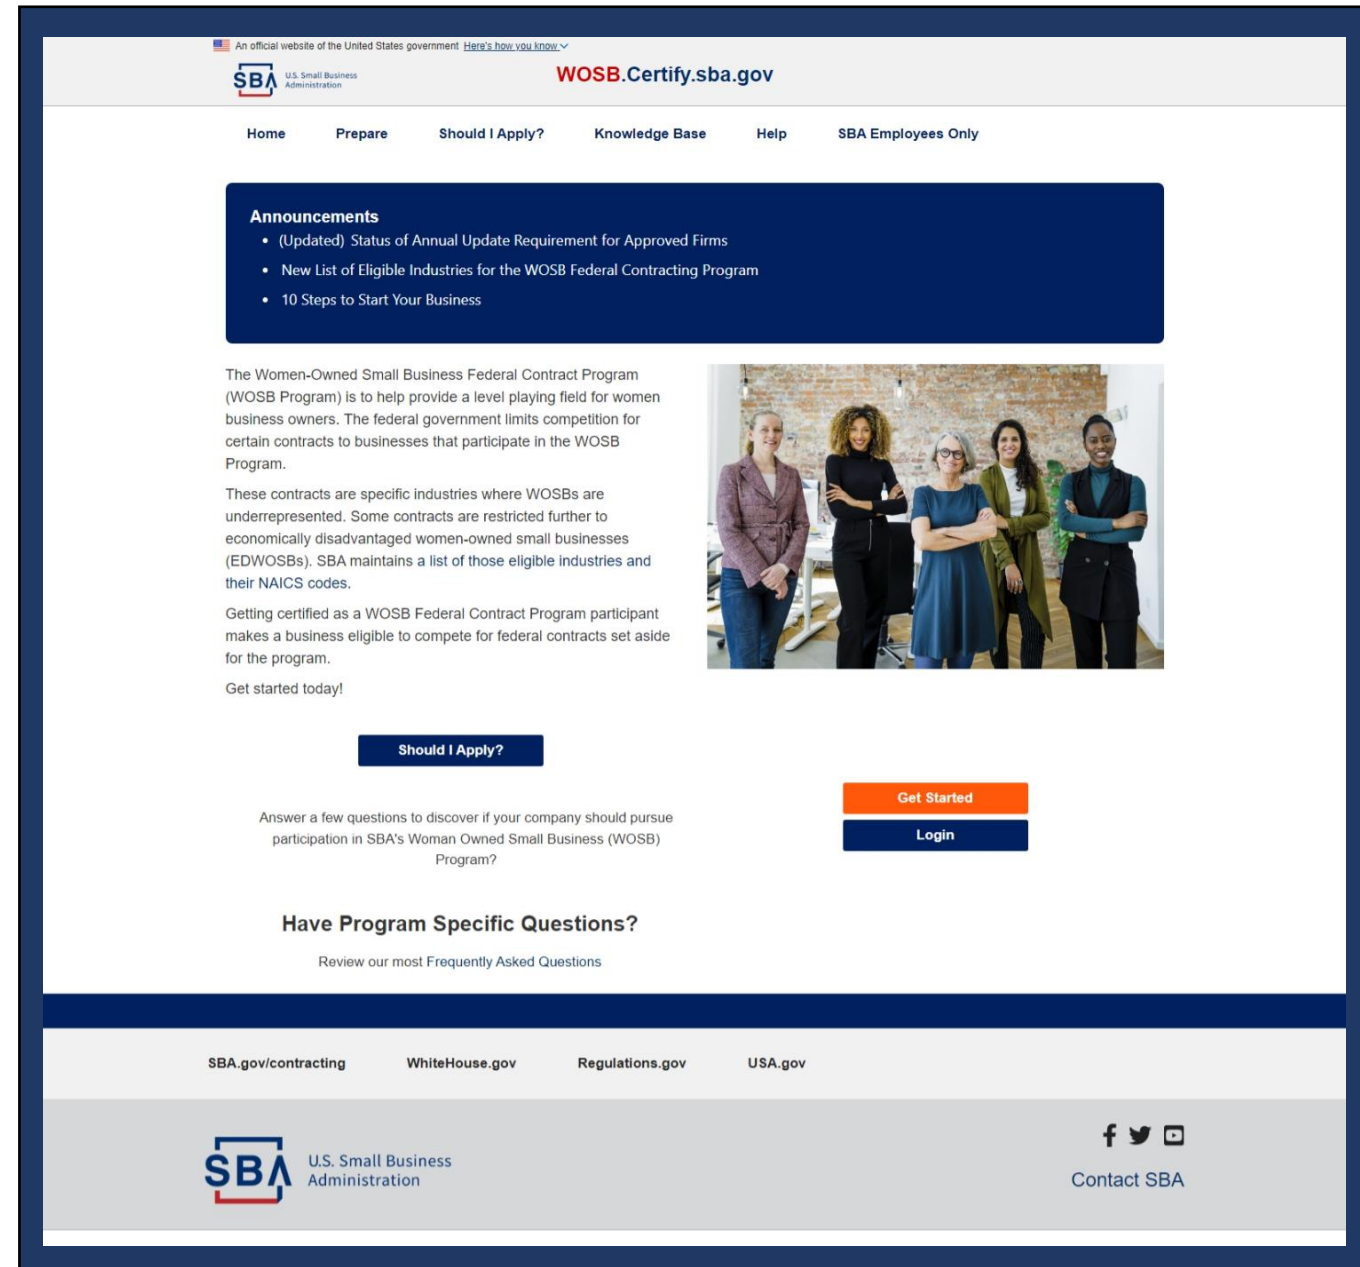 An official website of the United States government Here's how you know
SBA U.S. Small Business
Administration
WOSB.Certify.sba.gov
Home Prepare Should I Apply? Knowledge Base Help SBA Employees Only
Announcements
• (Updated) Status of Annual Update Requirement for Approved Firms
• New List of Eligible Industries for the WOSB Federal Contracting Program
• 10 Steps to Start Your Business
The Women-Owned Small Business Federal Contract Program
(WOSB Program) is to help provide a level playing field for women
business owners. The federal government limits competition for
certain contracts to businesses that participate in the WOSB
Program.
These contracts are specific industries where WOSBs are
underrepresented. Some contracts are restricted further to
economically disadvantaged women-owned small businesses
(EDWOSBs). SBA maintains a list of those eligible industries and
their NAICS codes.
Getting certified as a WOSB Federal Contract Program participant
makes a business eligible to compete for federal contracts set aside
for the program.
Get started today!
Should I Apply?
Answer a few questions to discover if your company should pursue
participation in SBA's Woman Owned Small Business (WOSB)
Program?
Get Started
Login
Have Program Specific Questions?
Review our most Frequently Asked Questions
SBA.gov/contracting WhiteHouse.gov Regulations.gov USA.gov
SBA U.S. Small Business
Administration
Contact SBA